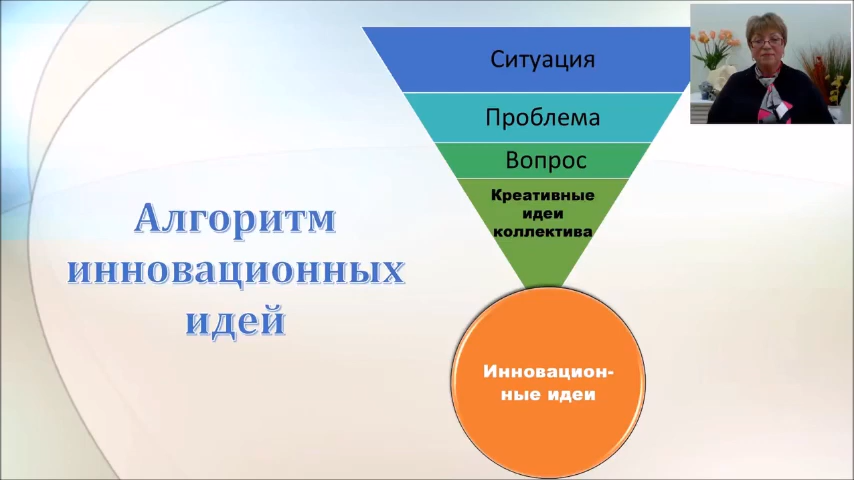 Алгоритм
инновационных
идей
Ситуация
Проблема
Вопрос
Креативные
идеи
коллектива
Инновацион-
ные идеи